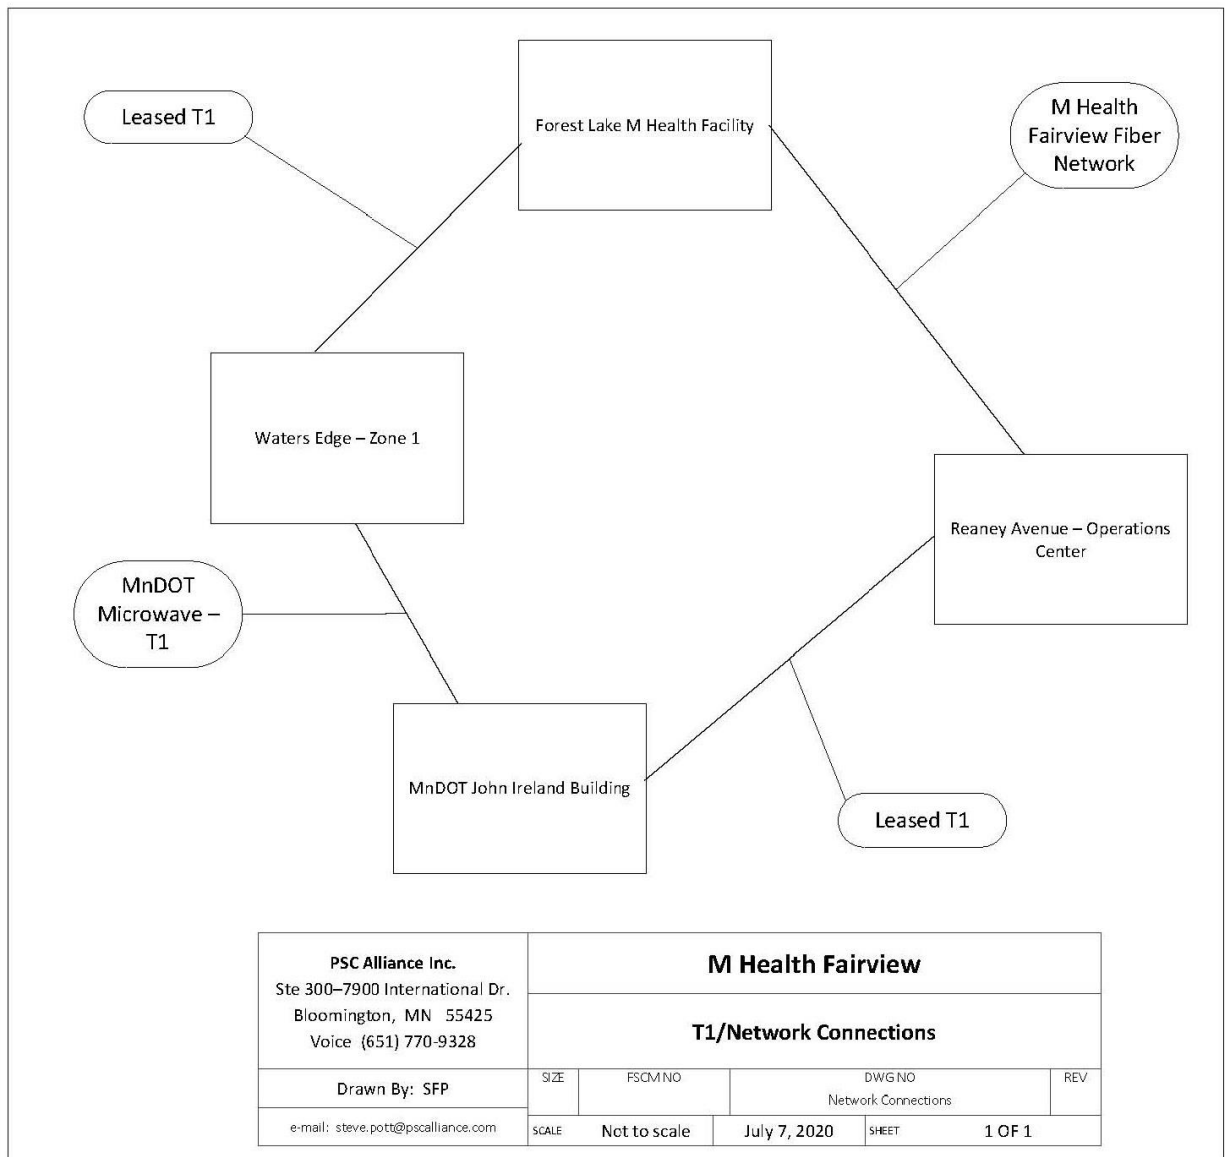 Forest Lake M Health Facility
Leased T1
M Health
Fairview Fiber
Network
Waters Edge – Zone 1
Reaney Avenue – Operations
Center
MnDOT
Microwave –
T1
MnDOT John Ireland Building
Leased T1
PSC Alliance Inc.
Ste 300–7900 International Dr.
Bloomington, MN 55425
Voice (651) 770-9328
Drawn By: SFP
e-mail: steve.pott@pscalliance.com
M Health Fairview
T1/Network Connections
SIZE
FSCM NO
DWG NO
Network Connections
REV
SCALE
Not to scale
July 7, 2020
SHEET
1 OF 1